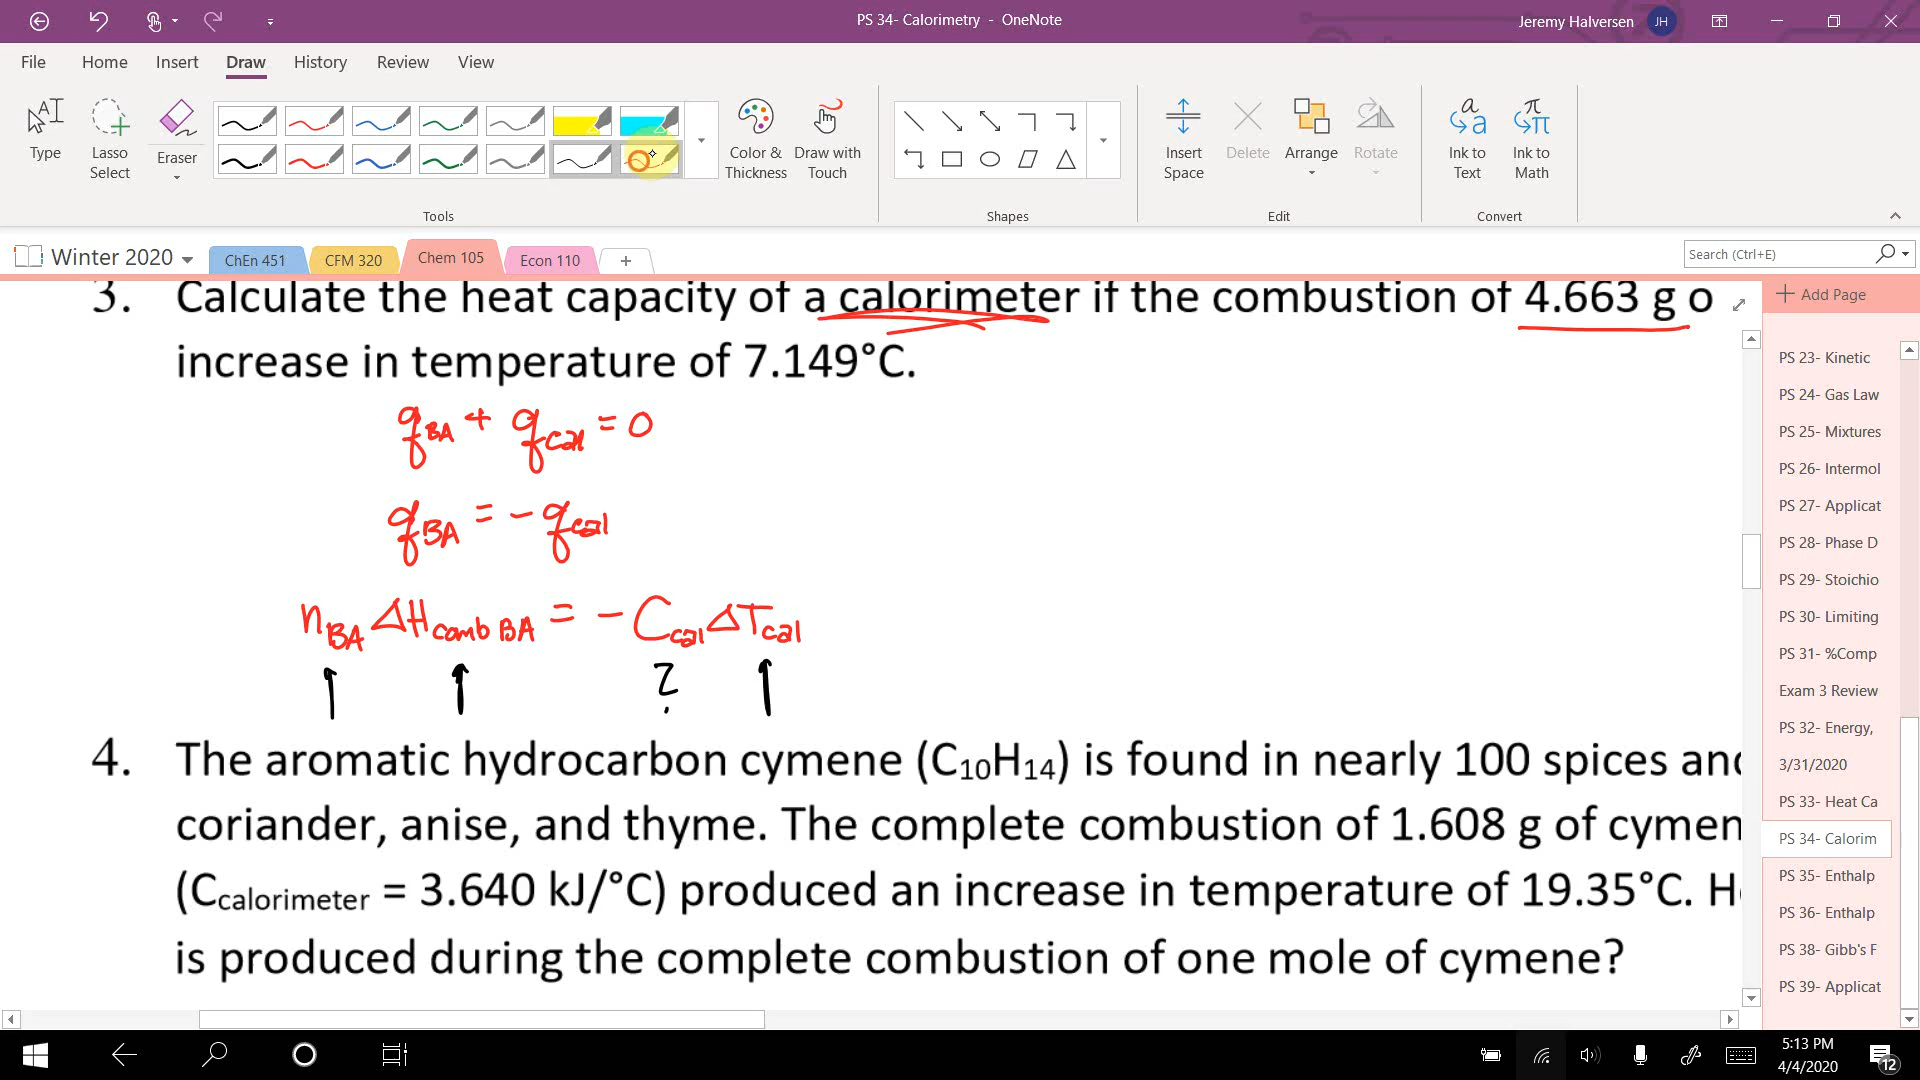 PS 34- Calorimetry - OneNote
Jeremy Halversen JH
File Home Insert Draw History Review View
Type
Lasso Select
Eraser
Color & Thickness
Draw with Touch
Insert Space
Delete
Arrange
Rotate
Ink to Text
Ink to Math
Tools
Shapes
Edit
Convert
Winter 2020
ChEn 451
CFM 320
Chem 105
Econ 110
Search (Ctrl+E)
Add Page
3. Calculate the heat capacity of a calorimeter if the combustion of 4.663 g o
increase in temperature of 7.149°C.
q_BA + q_cal = 0
q_BA = - q_cal
n_BA ΔH_comb BA = - C_cal ΔT_cal
?
4. The aromatic hydrocarbon cymene (C₁₀H₁₄) is found in nearly 100 spices and
coriander, anise, and thyme. The complete combustion of 1.608 g of cymen
(Ccalorimeter = 3.640 kJ/°C) produced an increase in temperature of 19.35°C. H
is produced during the complete combustion of one mole of cymene?
PS 23- Kinetic
PS 24- Gas Law
PS 25- Mixtures
PS 26- Intermol
PS 27- Applicat
PS 28- Phase D
PS 29- Stoichio
PS 30- Limiting
PS 31- %Comp
Exam 3 Review
PS 32- Energy,
3/31/2020
PS 33- Heat Ca
PS 34- Calorim
PS 35- Enthalp
PS 36- Enthalp
PS 38- Gibb's F
PS 39- Applicat
5:13 PM
4/4/2020
12